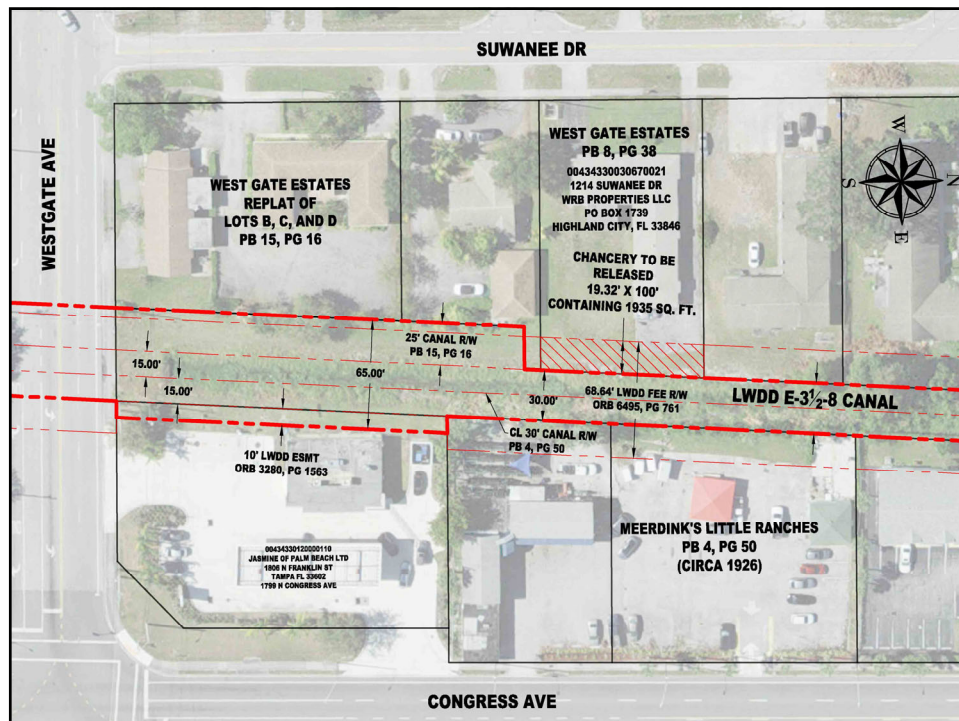 SUWANEE DR
WESTGATE AVE
WEST GATE ESTATES
REPLAT OF
LOTS B, C, AND D
PB 15, PG 16
WEST GATE ESTATES
PB 8, PG 38
00434330030670021
1214 SUWANEE DR
WRB PROPERTIES LLC
PO BOX 1739
HIGHLAND CITY, FL 33846
CHANCERY TO BE
RELEASED
19.32' X 100'
CONTAINING 1935 SQ. FT.
W
N
S
E
25' CANAL R/W
PB 15, PG 16
15.00'
15.00'
65.00'
30.00'
68.64' LWDD FEE R/W
ORB 6495, PG 761
LWDD E-3½-8 CANAL
CL 30' CANAL R/W
PB 4, PG 50
10' LWDD ESMT
ORB 3280, PG 1563
00434330120000110
JASMINE OF PALM BEACH LTD
1806 N FRANKLIN ST
TAMPA FL 33602
1799 N CONGRESS AVE
MEERDINK'S LITTLE RANCHES
PB 4, PG 50
(CIRCA 1926)
CONGRESS AVE